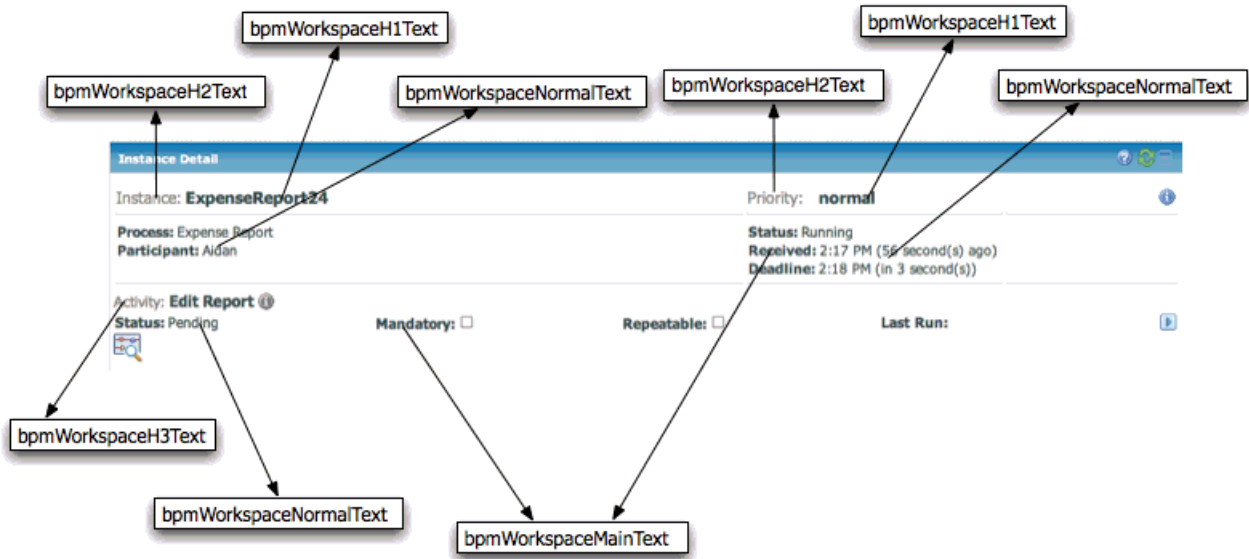 bpmWorkspaceH1Text
bpmWorkspaceH1Text
bpmWorkspaceH2Text
bpmWorkspaceNormalText
bpmWorkspaceH2Text
bpmWorkspaceNormalText
Instance Detail
Instance: ExpenseReport24
Priority: normal
Process: Expense Report
Participant: Aidan
Status: Running
Received: 2:17 PM (56 second(s) ago)
Deadline: 2:18 PM (in 3 second(s))
Activity: Edit Report
Status: Pending
Mandatory:
Repeatable:
Last Run:
bpmWorkspaceH3Text
bpmWorkspaceNormalText
bpmWorkspaceMainText